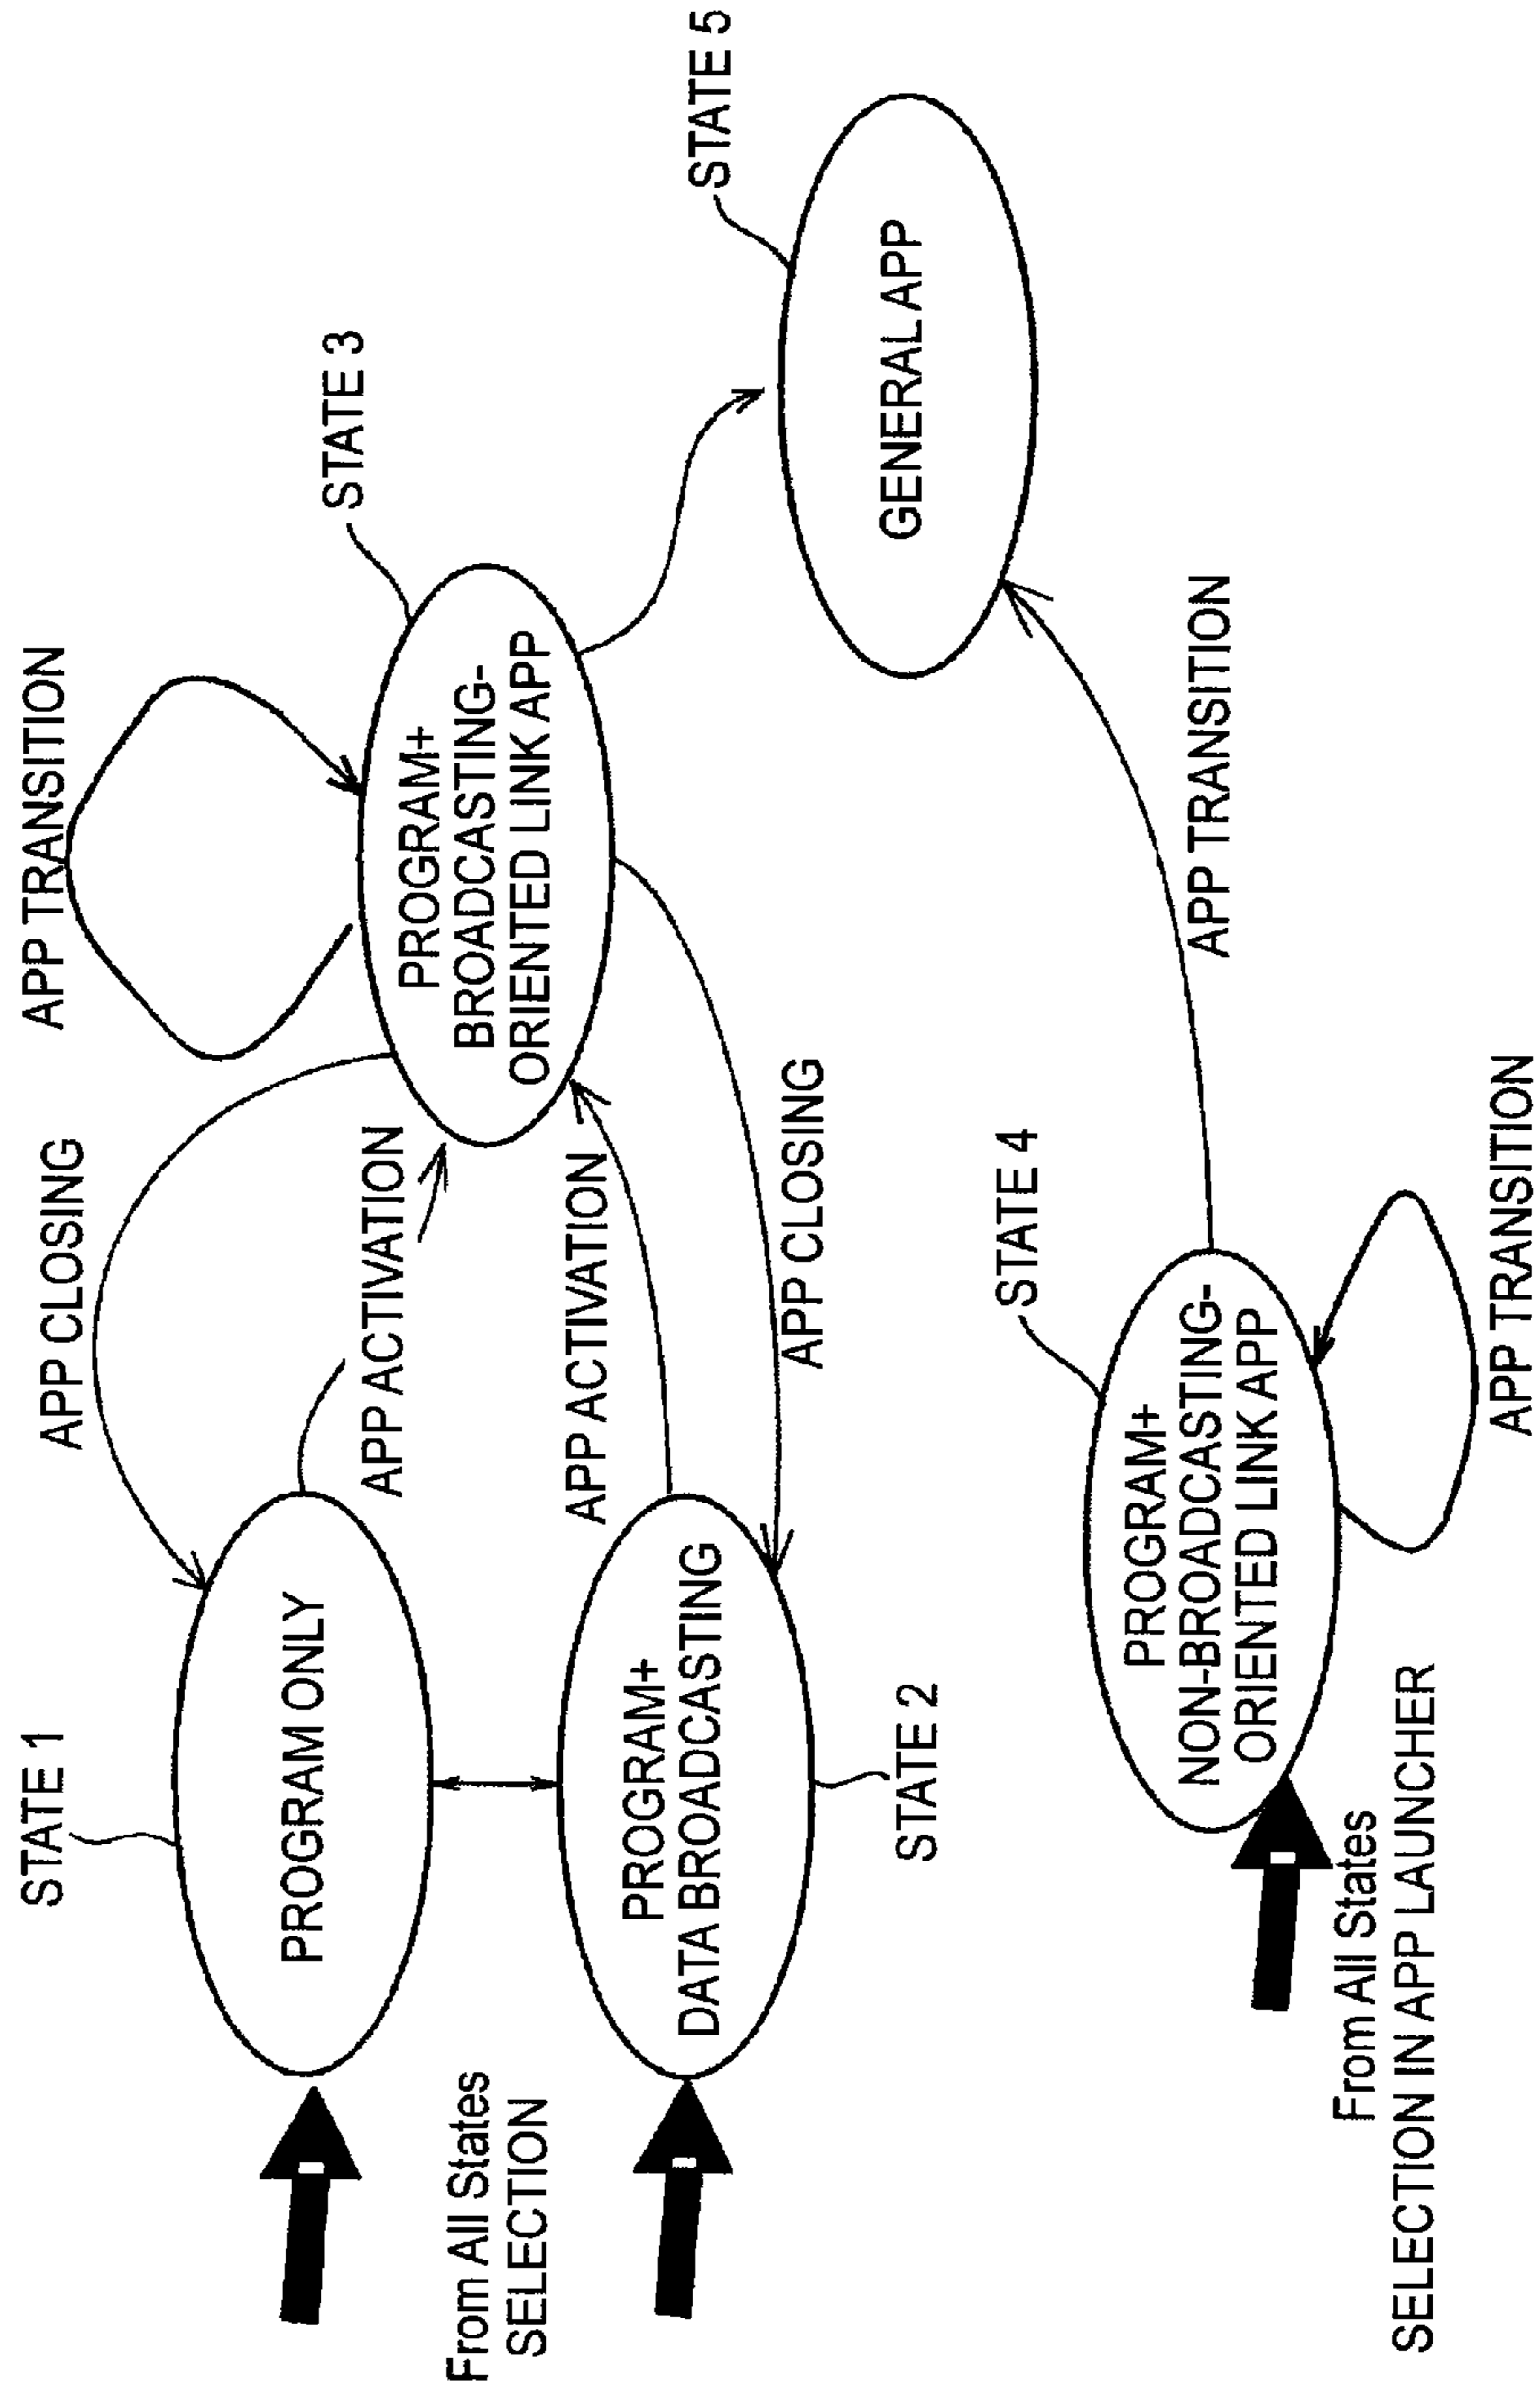 STATE 1
PROGRAM ONLY
APP CLOSING
APP TRANSITION
STATE 3
PROGRAM+
BROADCASTING-
ORIENTED LINK APP
APP ACTIVATION
From All States
SELECTION
APP ACTIVATION
PROGRAM+
DATA BROADCASTING
STATE 2
APP CLOSING
STATE 5
GENERAL APP
STATE 4
PROGRAM+
NON-BROADCASTING-
ORIENTED LINK APP
APP TRANSITION
From All States
SELECTION IN APP LAUNCHER
APP TRANSITION